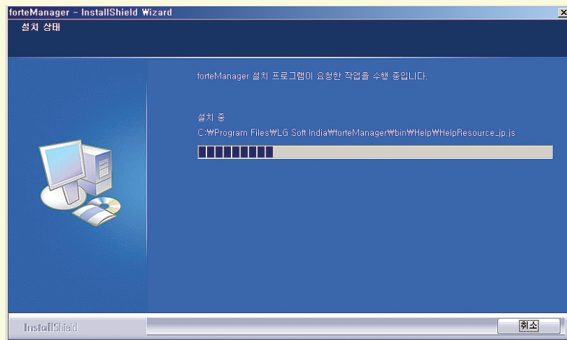 forteManager - InstallShield Wizard
설치 상태
forteManager 설치 프로그램이 요청한 작업을 수행 중입니다.
설치 중
C:₩Program Files₩LG Soft India₩forteManager₩bin₩Help₩HelpResource_jp.js
InstallShield
취소